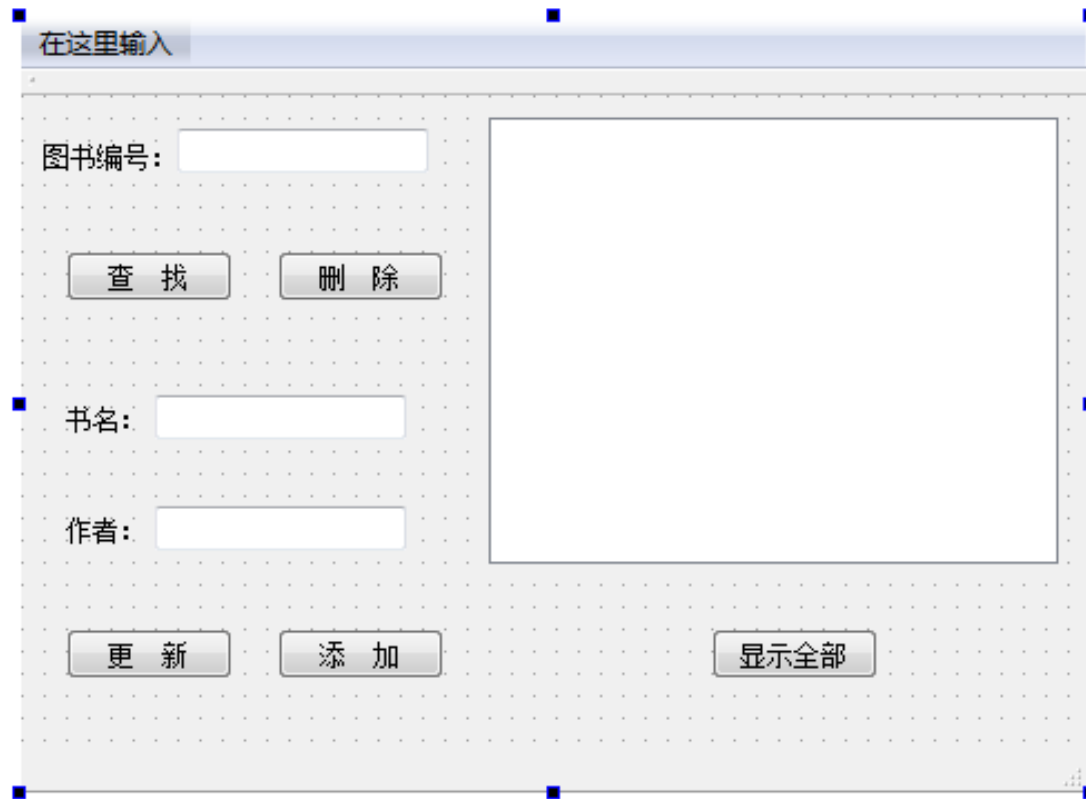 在这里输入
图书编号：
查 找 删 除
书名：
作者：
更 新 添 加 显示全部